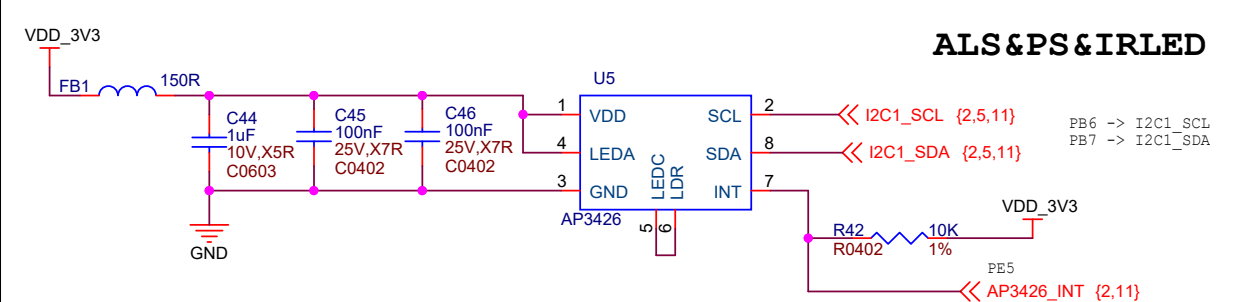 ALS&PS&IRLED
VDD_3V3
FB1
150R
C44
1uF
10V,X5R
C0603
C45
100nF
25V,X7R
C0402
C46
100nF
25V,X7R
C0402
GND
U5
1 VDD
4 LEDA
3 GND
SCL 2
SDA 8
INT 7
LEDC 5
LDR 6
AP3426
I2C1_SCL {2,5,11}
I2C1_SDA {2,5,11}
PB6 -> I2C1_SCL
PB7 -> I2C1_SDA
VDD_3V3
R42 10K
R0402 1%
PE5
AP3426_INT {2,11}